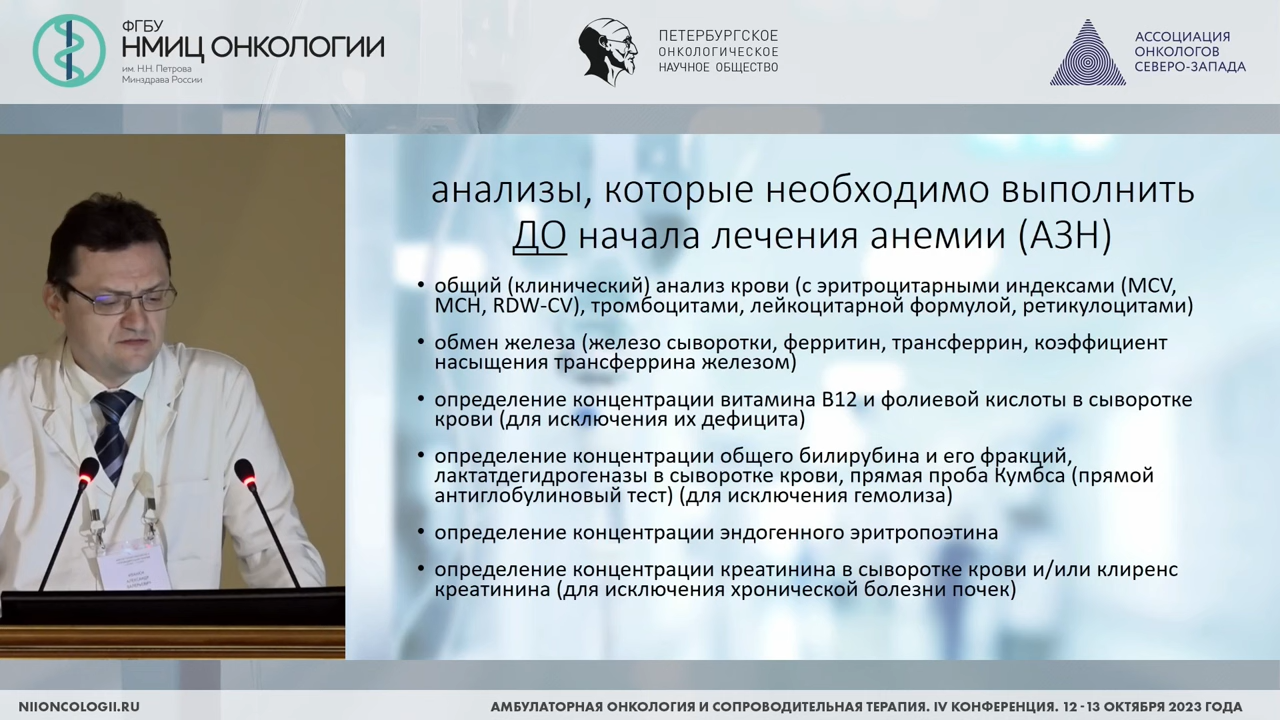 ФГБУ
НМИЦ ОНКОЛОГИИ
им. Н.Н. Петрова
Минздрава России
ПЕТЕРБУРГСКОЕ
ОНКОЛОГИЧЕСКОЕ
НАУЧНОЕ ОБЩЕСТВО
АССОЦИАЦИЯ
ОНКОЛОГОВ
СЕВЕРО-ЗАПАДА
анализы, которые необходимо выполнить
ДО начала лечения анемии (АЗН)
• общий (клинический) анализ крови (с эритроцитарными индексами (MCV,
MCH, RDW-CV), тромбоцитами, лейкоцитарной формулой, ретикулоцитами)
• обмен железа (железо сыворотки, ферритин, трансферрин, коэффициент
насыщения трансферрина железом)
• определение концентрации витамина B12 и фолиевой кислоты в сыворотке
крови (для исключения их дефицита)
• определение концентрации общего билирубина и его фракций,
лактатдегидрогеназы в сыворотке крови, прямая проба Кумбса (прямой
антиглобулиновый тест) (для исключения гемолиза)
• определение концентрации эндогенного эритропоэтина
• определение концентрации креатинина в сыворотке крови и/или клиренс
креатинина (для исключения хронической болезни почек)
NIIONCOLOGII.RU
АМБУЛАТОРНАЯ ОНКОЛОГИЯ И СОПРОВОДИТЕЛЬНАЯ ТЕРАПИЯ. IV КОНФЕРЕНЦИЯ. 12 - 13 ОКТЯБРЯ 2023 ГОДА